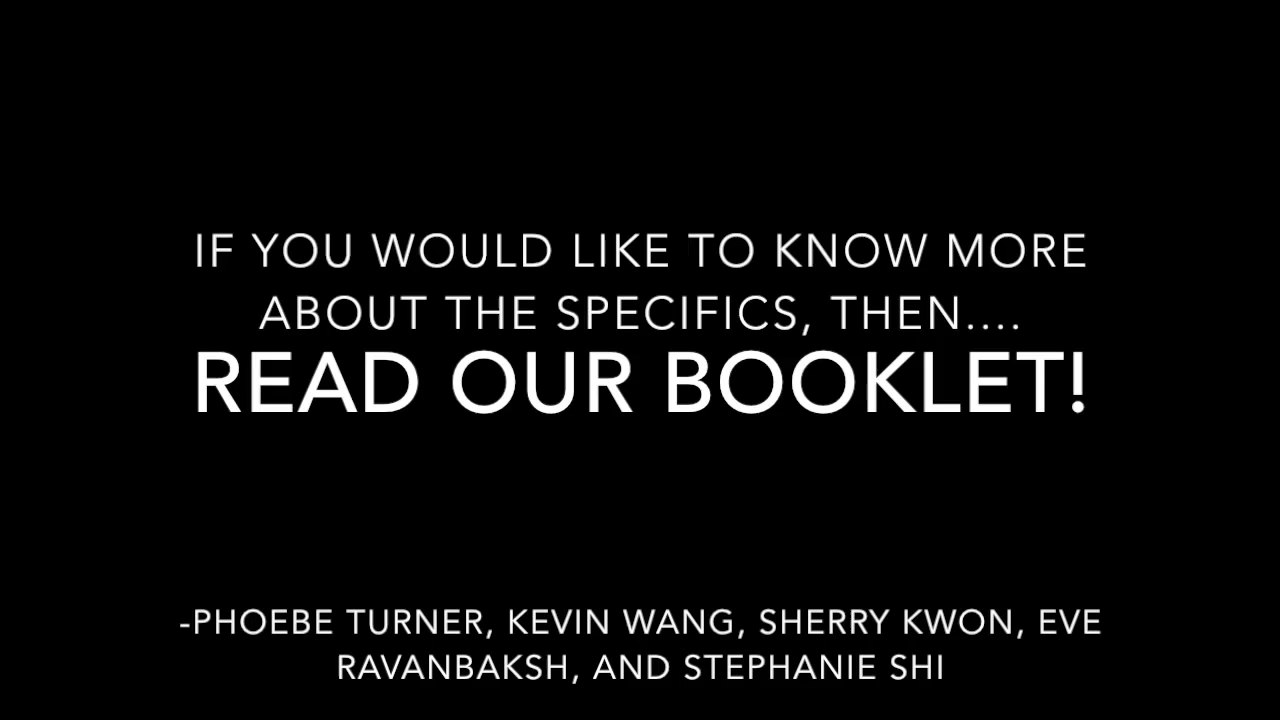 IF YOU WOULD LIKE TO KNOW MORE
ABOUT THE SPECIFICS, THEN....
READ OUR BOOKLET!
-PHOEBE TURNER, KEVIN WANG, SHERRY KWON, EVE
RAVANBAKSH, AND STEPHANIE SHI